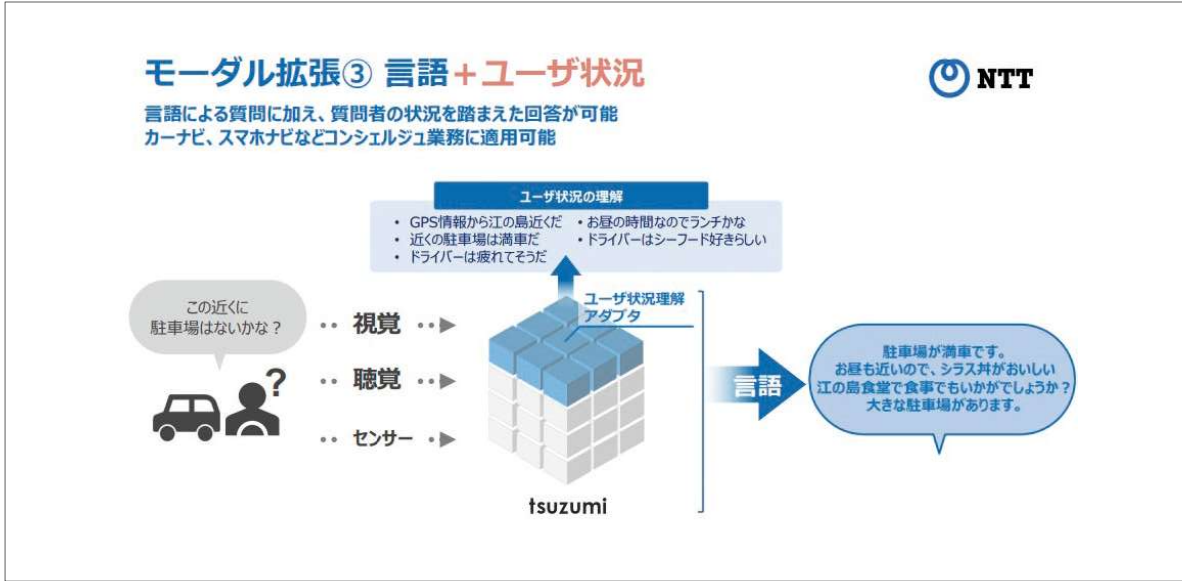 モーダル拡張③ 言語＋ユーザ状況
NTT
言語による質問に加え、質問者の状況を踏まえた回答が可能
カーナビ、スマホナビなどコンシェルジュ業務に適用可能
ユーザ状況の理解
・ GPS情報から江の島近くだ
・ 近くの駐車場は満車だ
・ ドライバーは疲れてそうだ
・ お昼の時間なのでランチかな
・ ドライバーはシーフード好きらしい
この近くに
駐車場はないかな？
?
視覚
聴覚
センサー
ユーザ状況理解
アダプタ
tsuzumi
言語
駐車場が満車です。
お昼も近いので、シラス丼がおいしい
江の島食堂で食事でもいかがでしょうか？
大きな駐車場があります。